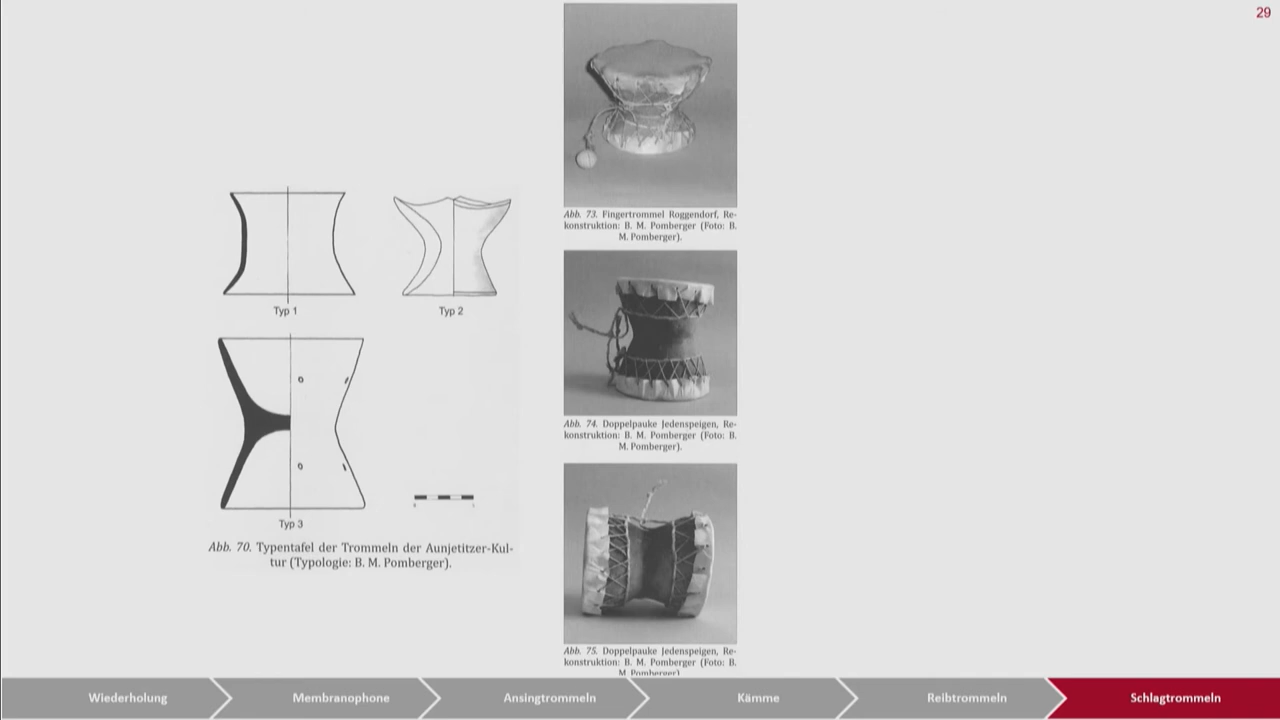 29
Typ 1
Typ 2
Typ 3
Abb. 70. Typentafel der Trommeln der Aunjetitzer-Kul-
tur (Typologie: B. M. Pomberger).
Abb. 73. Fingertrommel Roggendorf, Re-
konstruktion: B. M. Pomberger (Foto: B.
M. Pomberger).
Abb. 74. Doppelpauke Jedenspeigen, Re-
konstruktion: B. M. Pomberger (Foto: B.
M. Pomberger).
Abb. 75. Doppelpauke Jedenspeigen, Re-
konstruktion: B. M. Pomberger (Foto: B.
M. Pomberger)
Wiederholung
Membranophone
Ansingtrommeln
Kämme
Reibtrommeln
Schlagtrommeln